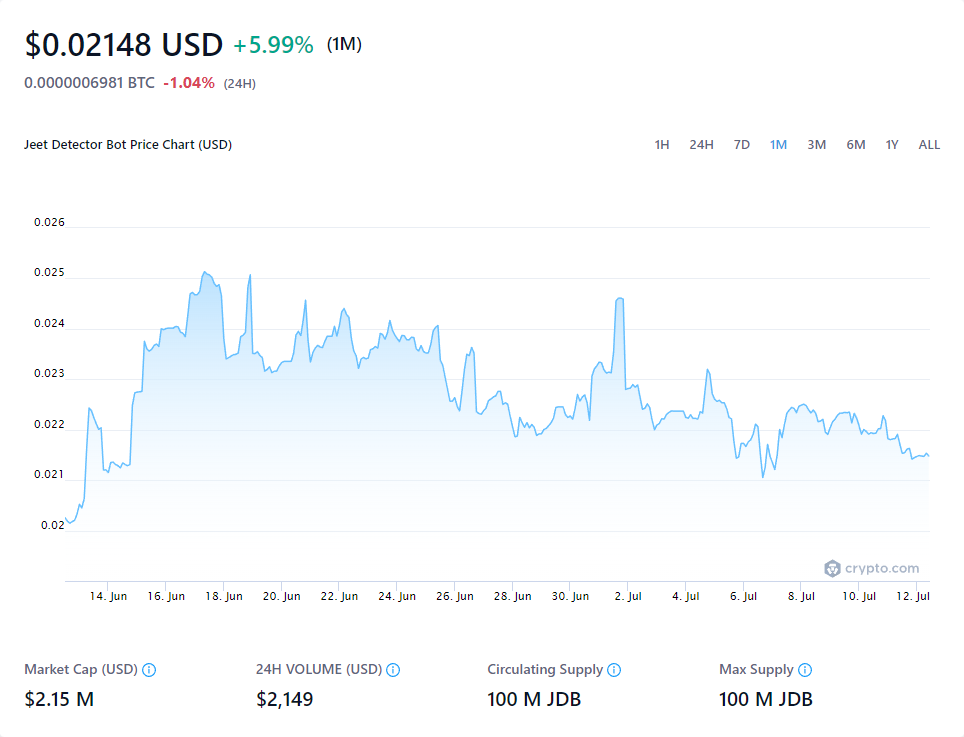 $0.02148 USD +5.99% (1M)
0.0000006981 BTC -1.04% (24H)
Jeet Detector Bot Price Chart (USD) 1H 24H 7D 1M 3M 6M 1Y ALL
0.026
0.025
0.024
0.023
0.022
0.021
0.02
crypto.com
14. Jun 16. Jun 18. Jun 20. Jun 22. Jun 24. Jun 26. Jun 28. Jun 30. Jun 2. Jul 4. Jul 6. Jul 8. Jul 10. Jul 12. Jul
Market Cap (USD) 24H VOLUME (USD) Circulating Supply Max Supply
$2.15 M $2,149 100 M JDB 100 M JDB